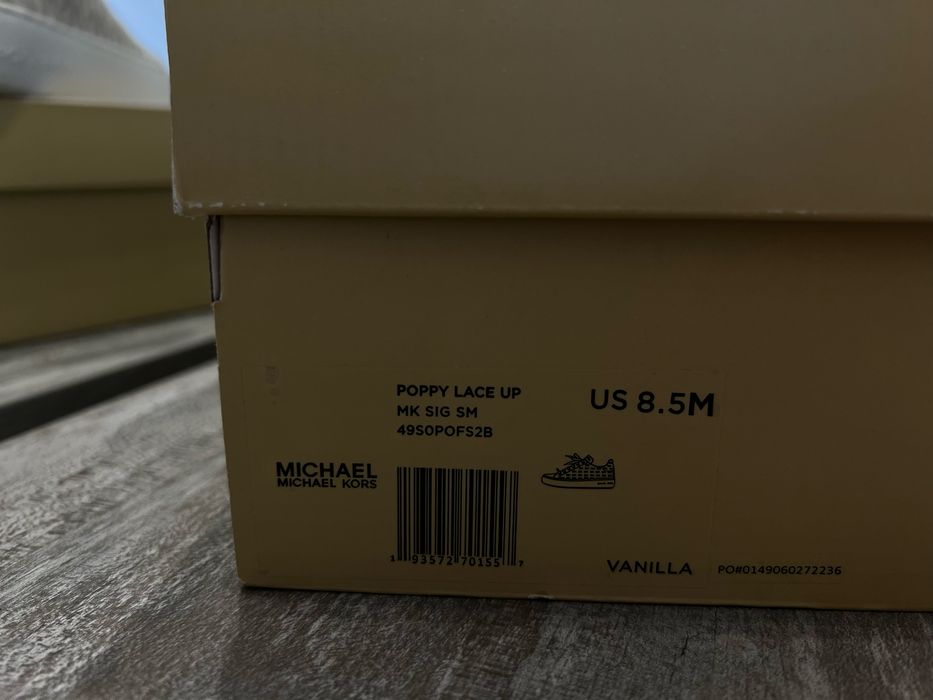 POPPY LACE UP
MK SIG SM
49S0POFS2B
US 8.5M
MICHAEL
MICHAEL KORS
1 93572 70155 7
VANILLA
PO#0149060272236